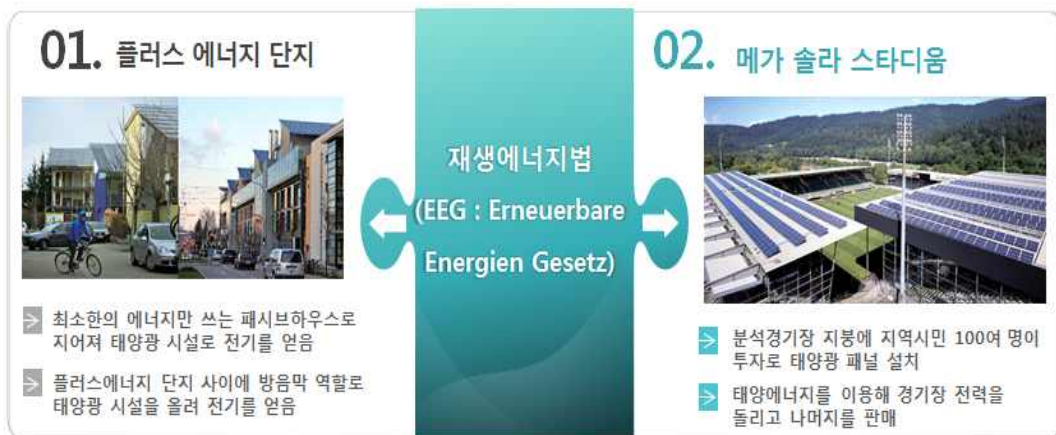 01. 플러스 에너지 단지
최소한의 에너지만 쓰는 패시브하우스로
지어져 태양광 시설로 전기를 얻음
플러스에너지 단지 사이에 방음막 역할로
태양광 시설을 올려 전기를 얻음
재생에너지법
(EEG : Erneuerbare
Energien Gesetz)
02. 메가 솔라 스타디움
분석경기장 지붕에 지역시민 100여 명이
투자로 태양광 패널 설치
태양에너지를 이용해 경기장 전력을
돌리고 나머지를 판매